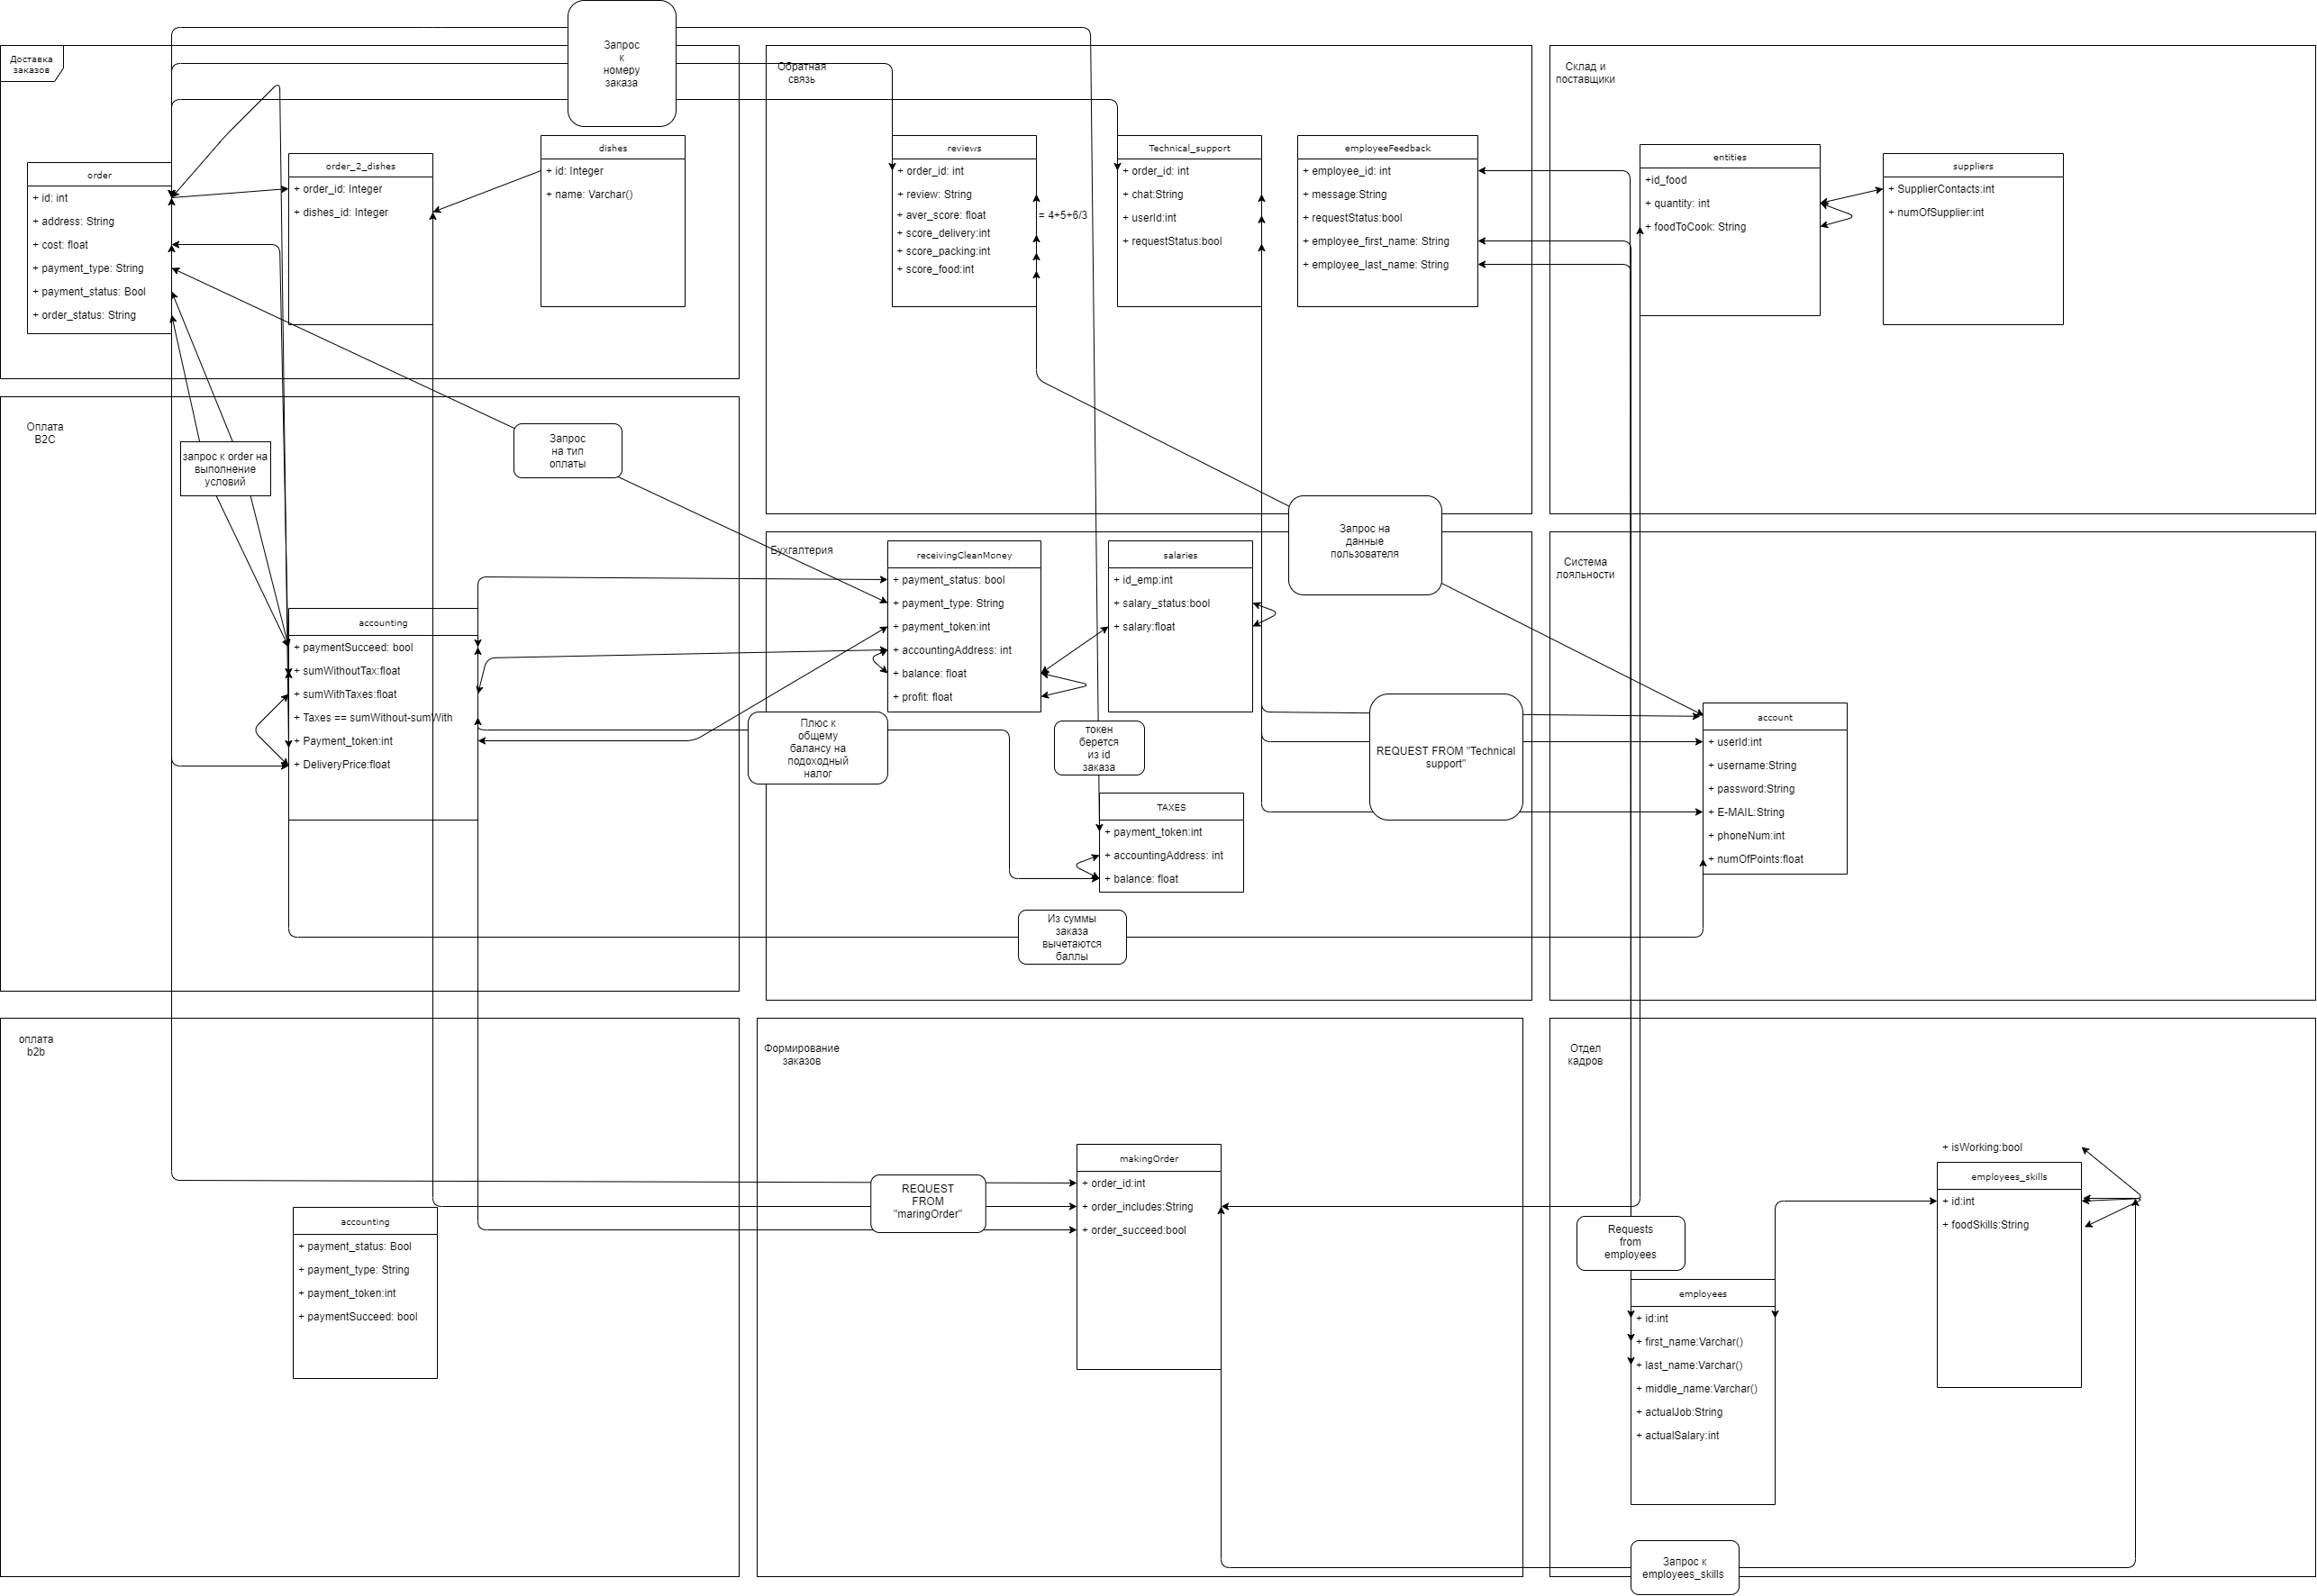 Запрос
к
номеру
заказа
Доставка
заказов
order
+ id: int
+ address: String
+ cost: float
+ payment_type: String
+ payment_status: Bool
+ order_status: String
order_2_dishes
+ order_id: Integer
+ dishes_id: Integer
dishes
+ id: Integer
+ name: Varchar()
Обратная
связь
reviews
+ order_id: int
+ review: String
+ aver_score: float
= 4+5+6/3
+ score_delivery:int
+ score_packing:int
+ score_food:int
Technical_support
+ order_id: int
+ chat:String
+ userId:int
+ requestStatus:bool
employeeFeedback
+ employee_id: int
+ message:String
+ requestStatus:bool
+ employee_first_name: String
+ employee_last_name: String
Склад и
поставщики
entities
+id_food
+ quantity: int
+ foodToCook: String
suppliers
+ SupplierContacts:int
+ numOfSupplier:int
Оплата
B2C
запрос к order на
выполнение
условий
Запрос
на тип
оплаты
accounting
+ paymentSucceed: bool
+ sumWithoutTax:float
+ sumWithTaxes:float
+ Taxes == sumWithout-sumWith
+ Payment_token:int
+ DeliveryPrice:float
Бухгалтерия
receivingCleanMoney
+ payment_status: bool
+ payment_type: String
+ payment_token:int
+ accountingAddress: int
+ balance: float
+ profit: float
salaries
+ id_emp:int
+ salary_status:bool
+ salary:float
Запрос на
данные
пользователя
Плюс к
общему
балансу на
подоходный
налог
токен
берется
из id
заказа
TAXES
+ payment_token:int
+ accountingAddress: int
+ balance: float
Из суммы
заказа
вычетаются
баллы
REQUEST FROM "Technical
support"
Система
лояльности
account
+ userId:int
+ username:String
+ password:String
+ E-MAIL:String
+ phoneNum:int
+ numOfPoints:float
оплата
b2b
accounting
+ payment_status: Bool
+ payment_type: String
+ payment_token:int
+ paymentSucceed: bool
Формирование
заказов
REQUEST
FROM
"maringOrder"
makingOrder
+ order_id:int
+ order_includes:String
+ order_succeed:bool
Отдел
кадров
Requests
from
employees
employees
+ id:int
+ first_name:Varchar()
+ last_name:Varchar()
+ middle_name:Varchar()
+ actualJob:String
+ actualSalary:int
+ isWorking:bool
employees_skills
+ id:int
+ foodSkills:String
Запрос к
employees_skills